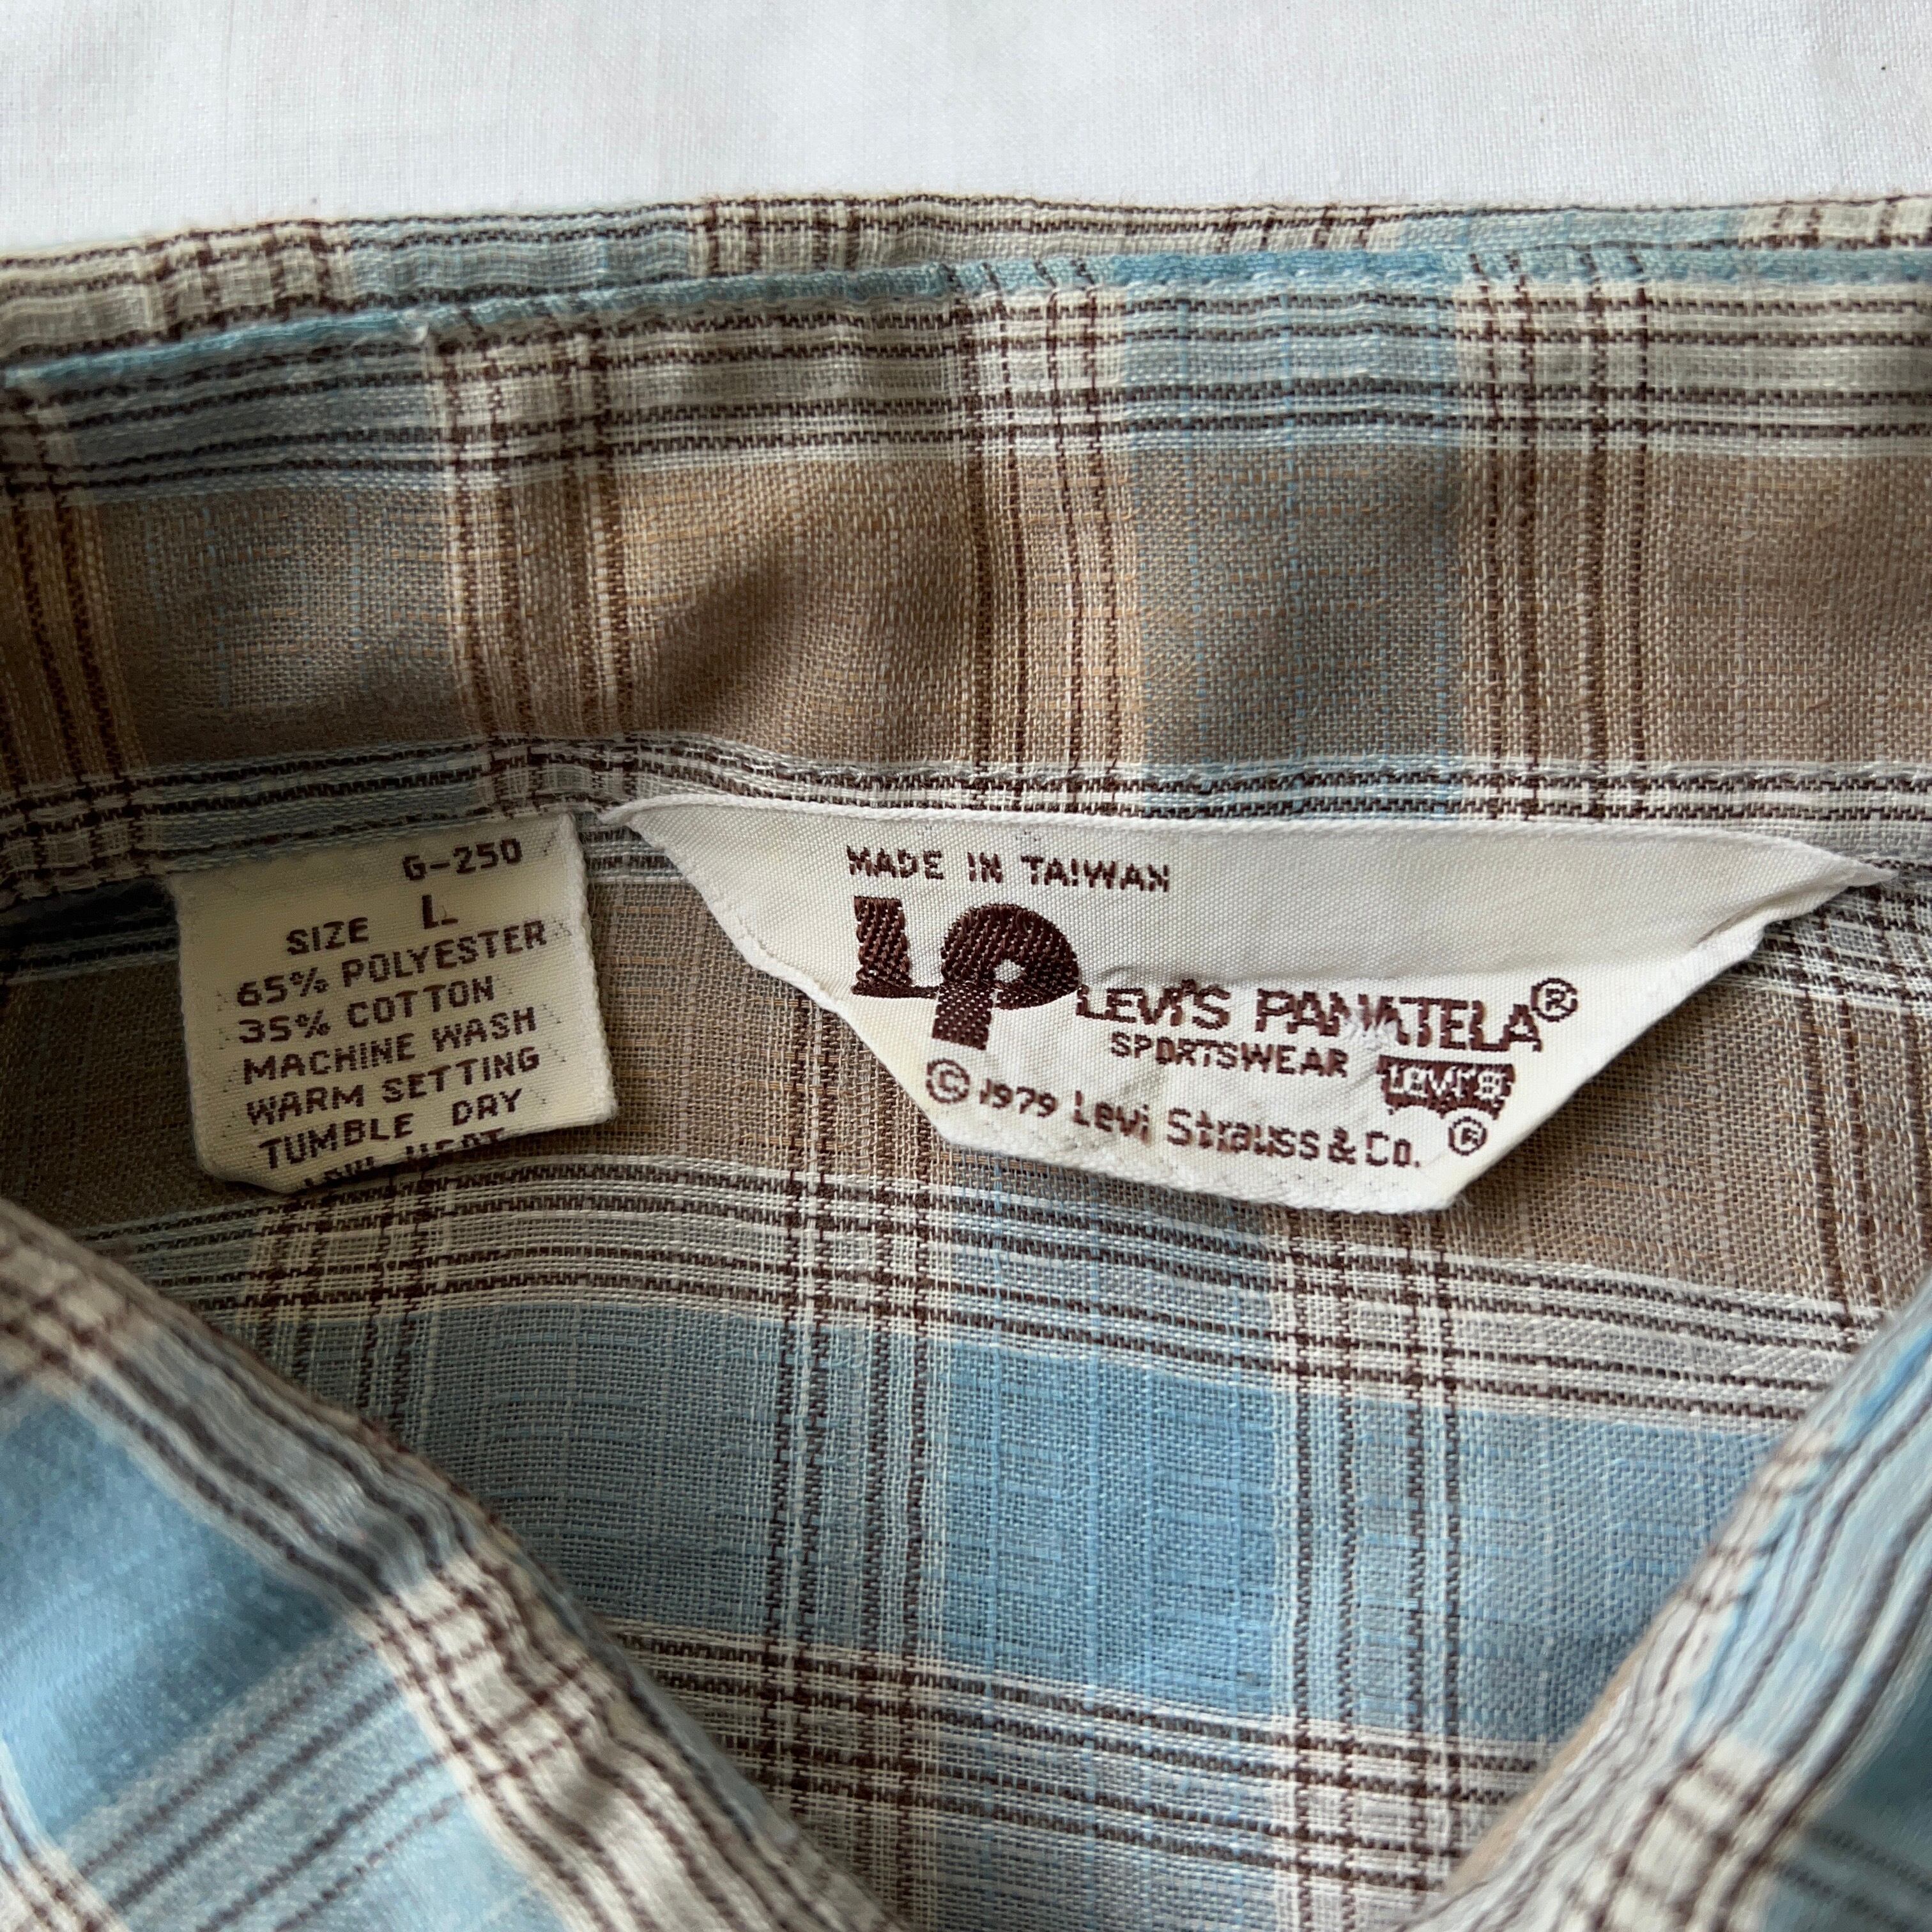 G-250
SIZE L
65% POLYESTER
35% COTTON
MACHINE WASH
WARM SETTING
TUMBLE DRY
MADE IN TAIWAN
LP
LEVI'S PANATELA®
SPORTSWEAR
LEVI'S
®
© 1979 Levi Strauss & Co.